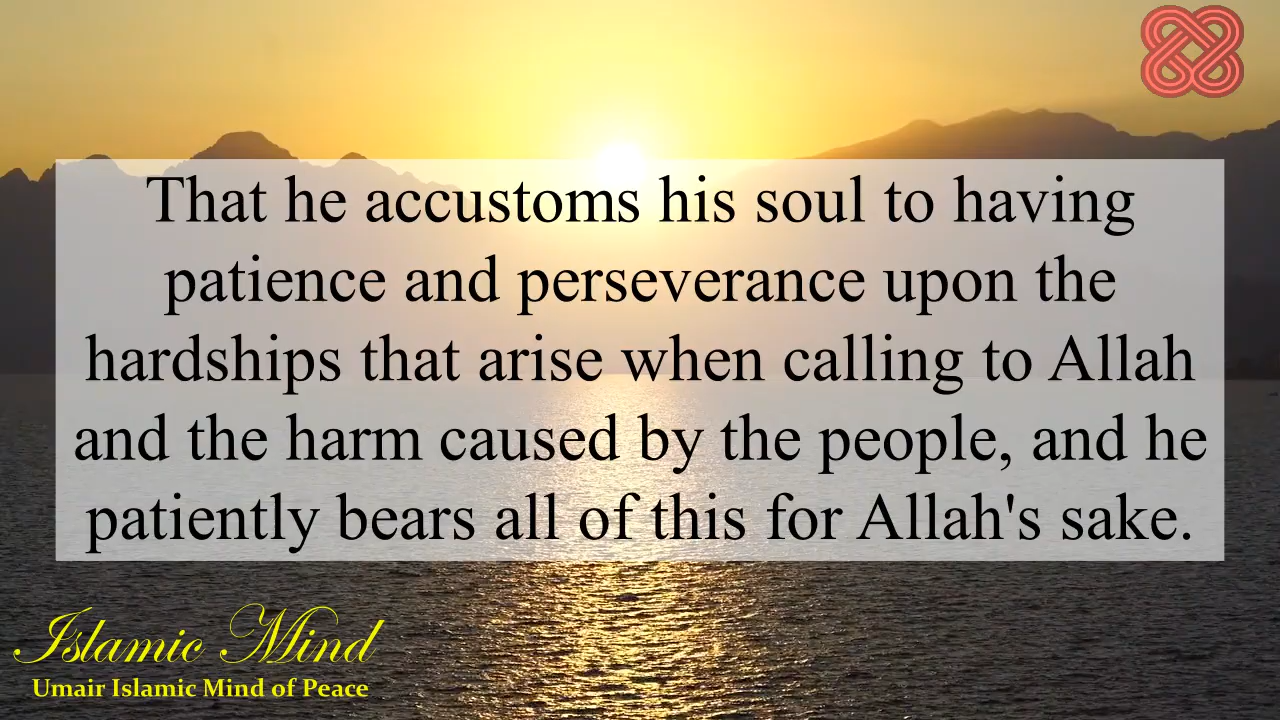 That he accustoms his soul to having
patience and perseverance upon the
hardships that arise when calling to Allah
and the harm caused by the people, and he
patiently bears all of this for Allah's sake.
Islamic Mind
Umair Islamic Mind of Peace